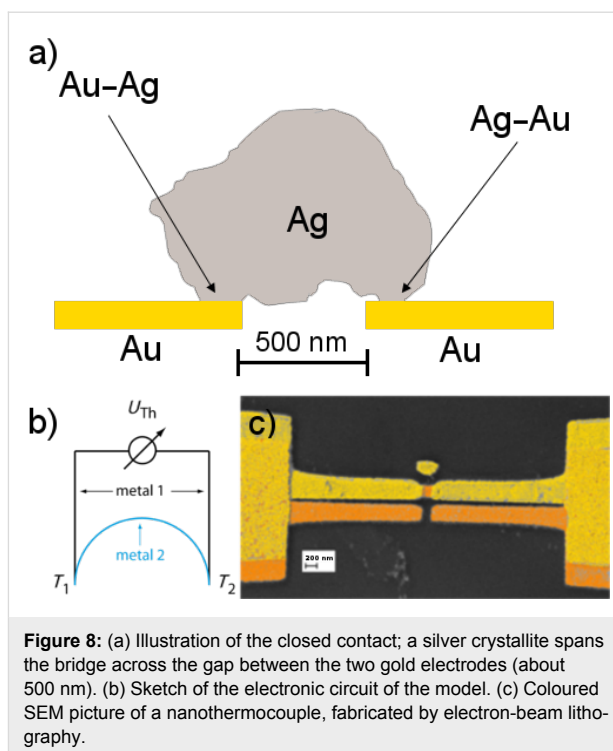 a)
Au–Ag
Ag–Au
Ag
Au
500 nm
Au
b)
U_Th
metal 1
metal 2
T_1
T_2
c)
200 nm
Figure 8: (a) Illustration of the closed contact; a silver crystallite spans
the bridge across the gap between the two gold electrodes (about
500 nm). (b) Sketch of the electronic circuit of the model. (c) Coloured
SEM picture of a nanothermocouple, fabricated by electron-beam litho-
graphy.